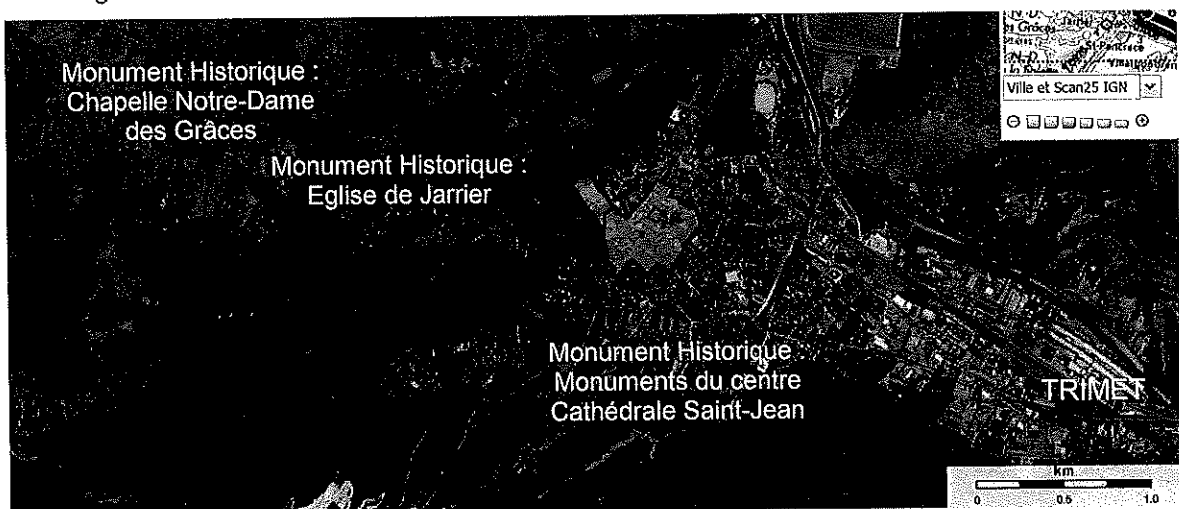 Monument Historique :
Chapelle Notre-Dame
des Grâces
Monument Historique :
Eglise de Jarrier
Monument Historique :
Monuments du centre
Cathédrale Saint-Jean
TRIMET
Ville et Scan25 IGN
km
0 0.5 1.0